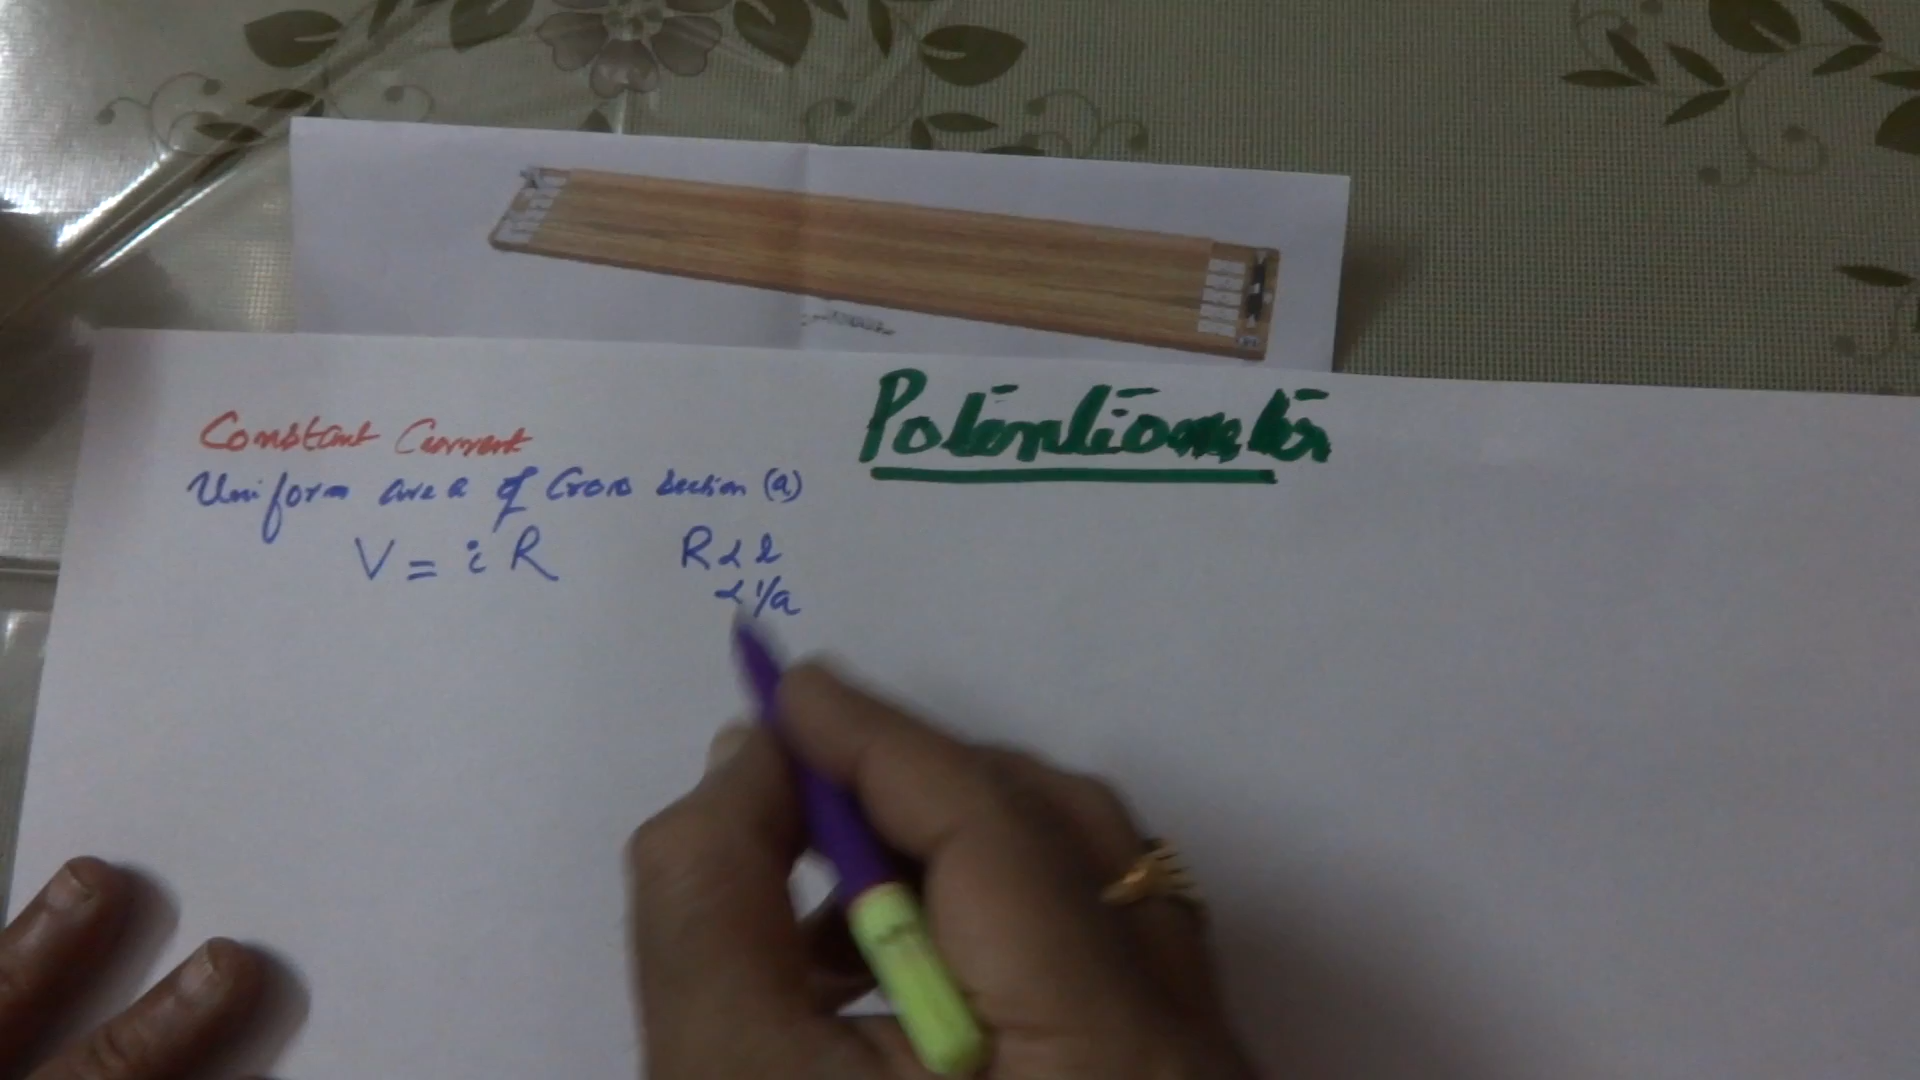 Potentiometer
Constant Current
Uniform area of Cross Section (a)
V = i R
R ∝ l
∝ 1/a